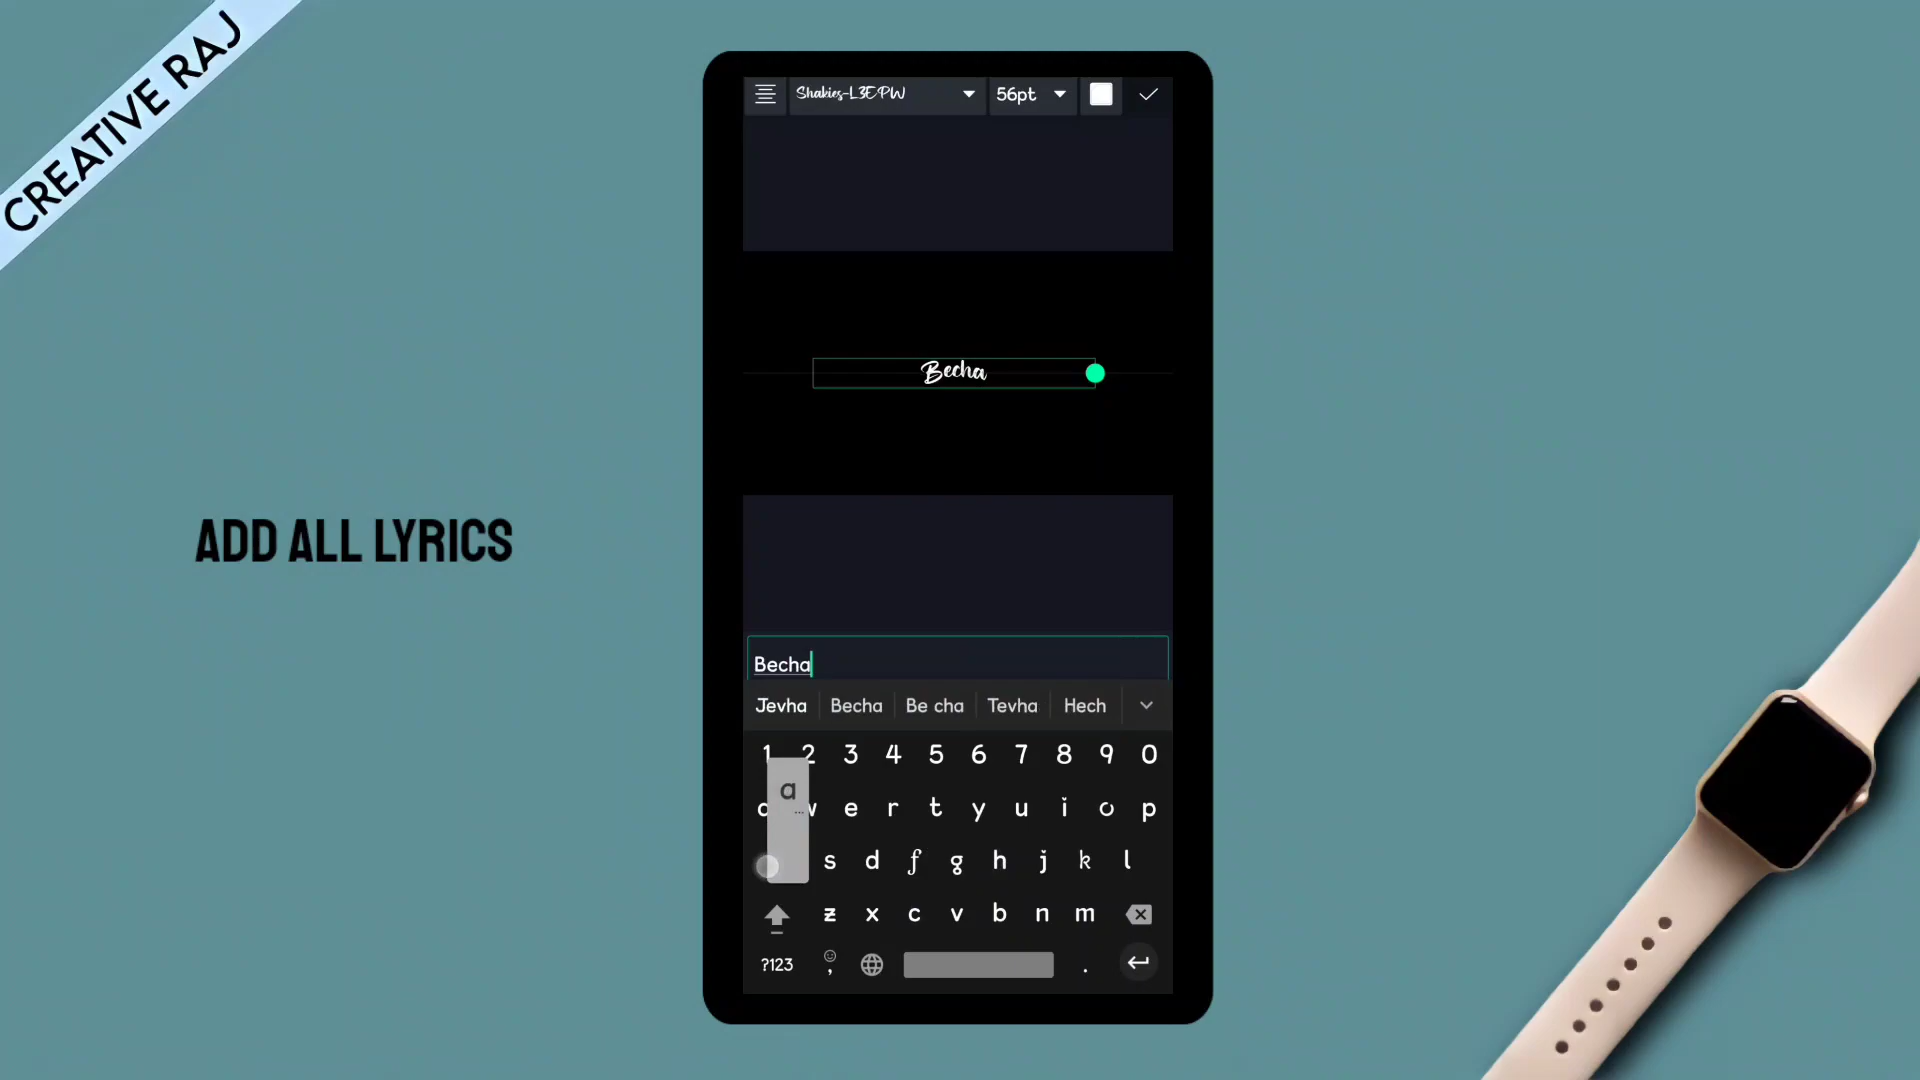 CREATIVE RAJ
Shakies-L3EPW
56pt
Becha
ADD ALL LYRICS
Becha
Jevha Becha Be cha Tevha Hech
1 2 3 4 5 6 7 8 9 0
a
w e r t y u i o p
s d f g h j k l
z x c v b n m
?123 , .